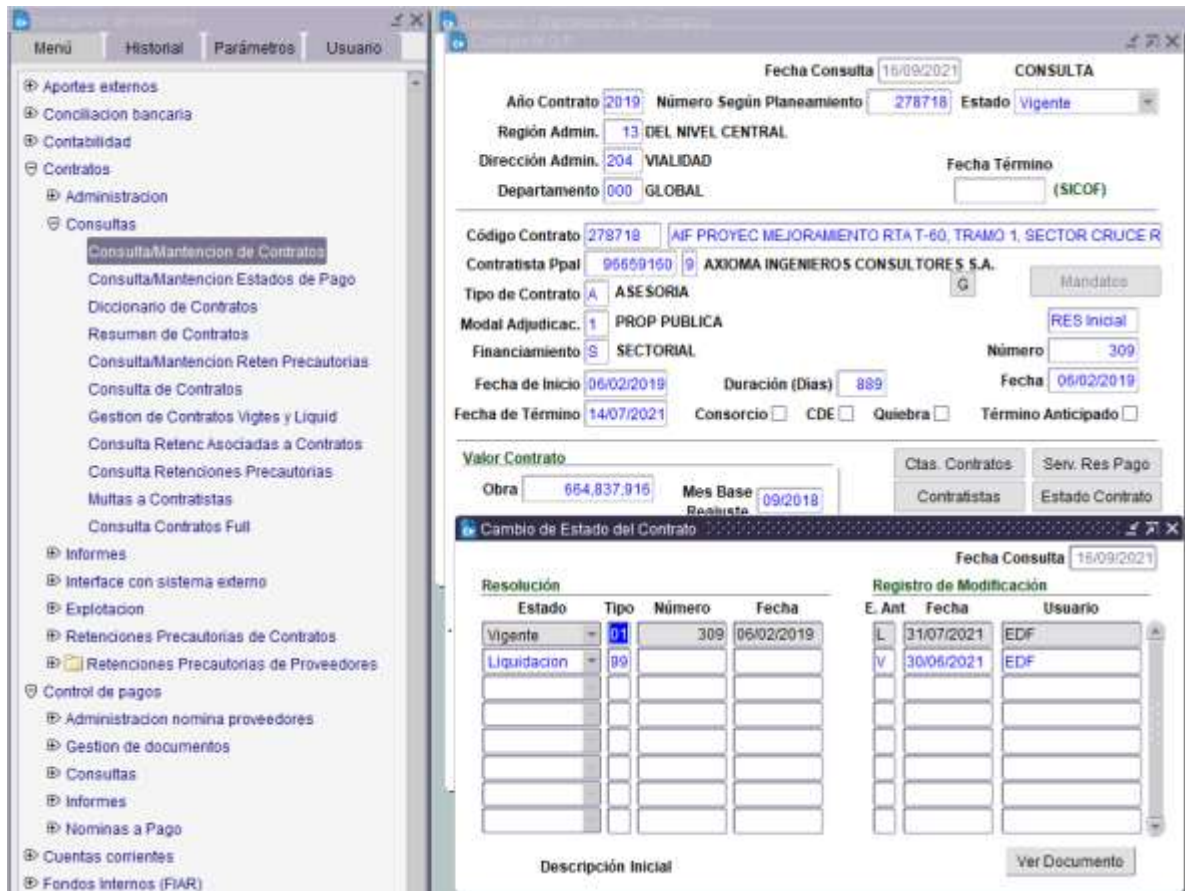 Menú Historial Parámetros Usuario
Aportes externos
Conciliacion bancaria
Contabilidad
Contratos
Administracion
Consultas
Consulta/Mantencion de Contratos
Consulta/Mantencion Estados de Pago
Diccionario de Contratos
Resumen de Contratos
Consulta/Mantencion Reten Precautorias
Consulta de Contratos
Gestion de Contratos Vigtes y Liquid
Consulta Retenc Asociadas a Contratos
Consulta Retenciones Precautorias
Multas a Contratistas
Consulta Contratos Full
Informes
Interface con sistema externo
Explotacion
Retenciones Precautorias de Contratos
Retenciones Precautorias de Proveedores
Control de pagos
Administracion nomina proveedores
Gestion de documentos
Consultas
Informes
Nominas a Pago
Cuentas corrientes
Fondos Internos (FIAR)
Fecha Consulta 16/09/2021 CONSULTA
Año Contrato 2019 Número Según Planeamiento 278718 Estado Vigente
Región Admin. 13 DEL NIVEL CENTRAL
Dirección Admin. 204 VIALIDAD Fecha Término
Departamento 000 GLOBAL (SICOF)
Código Contrato 278718 AIF PROYEC MEJORAMIENTO RTA T-60, TRAMO 1, SECTOR CRUCE R
Contratista Ppal 96659160 9 AXIOMA INGENIEROS CONSULTORES S.A.
Tipo de Contrato A ASESORIA G Mandatos
Modal Adjudicac. 1 PROP PUBLICA RES Inicial
Financiamiento S SECTORIAL Número 309
Fecha de Inicio 06/02/2019 Duración (Dias) 889 Fecha 06/02/2019
Fecha de Término 14/07/2021 Consorcio CDE Quiebra Término Anticipado
Valor Contrato Ctas. Contratos Serv. Res Pago
Obra 664,837,916 Mes Base Reajuste 09/2018 Contratistas Estado Contrato
Cambio de Estado del Contrato
Fecha Consulta 16/09/2021
Resolución Registro de Modificación
Estado Tipo Número Fecha E. Ant Fecha Usuario
Vigente 01 309 06/02/2019 L 31/07/2021 EDF
Liquidacion 99 V 30/06/2021 EDF
Descripción Inicial Ver Documento